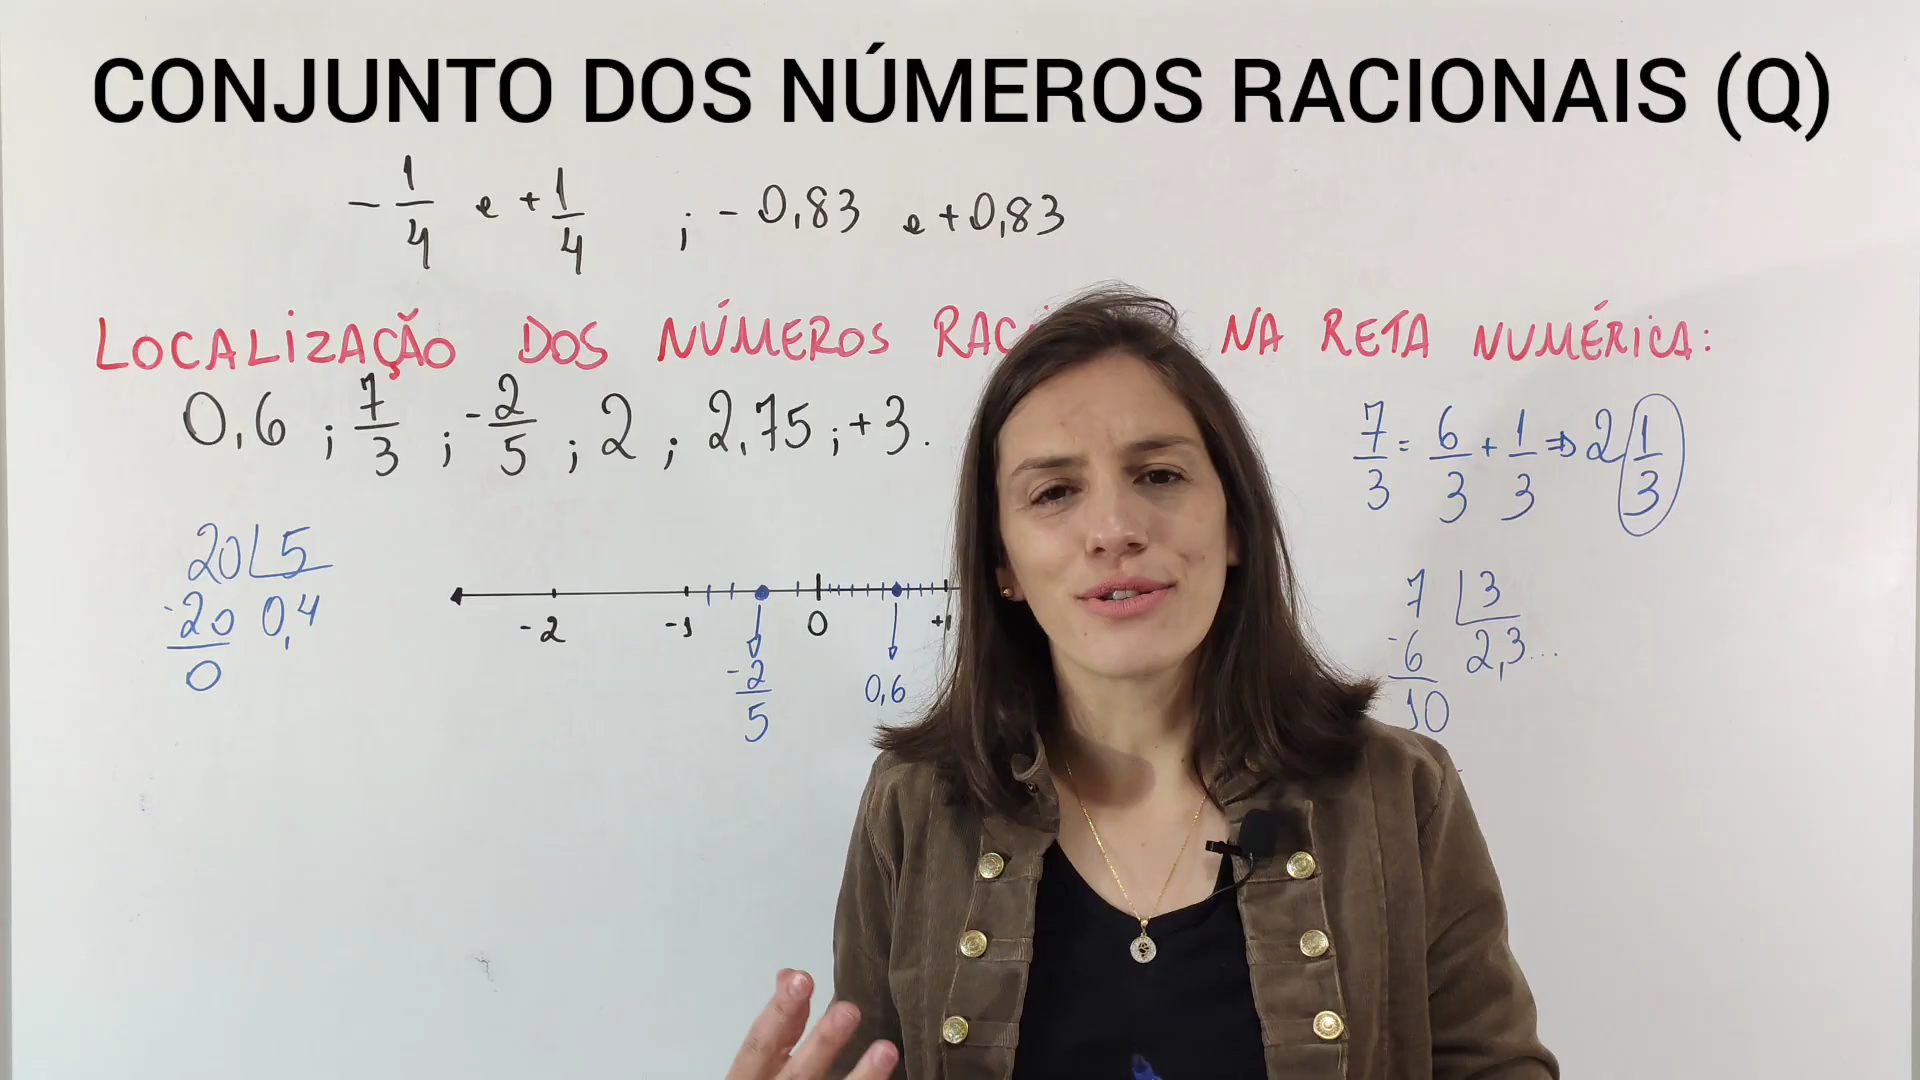 CONJUNTO DOS NÚMEROS RACIONAIS (Q)
-1/4 e +1/4 ; -0,83 e +0,83
LOCALIZAÇÃO DOS NÚMEROS NA RETA NUMÉRICA:
0,6 ; 7/3 ; -2/5 ; 2 ; 2,75 ; +3.
7/3 = 6/3 + 1/3 ⇒ 2 1/3
20 5
-20 0,4
0
-2 -1 0 +1
-2/5 0,6
7 3
-6 2,3...
10